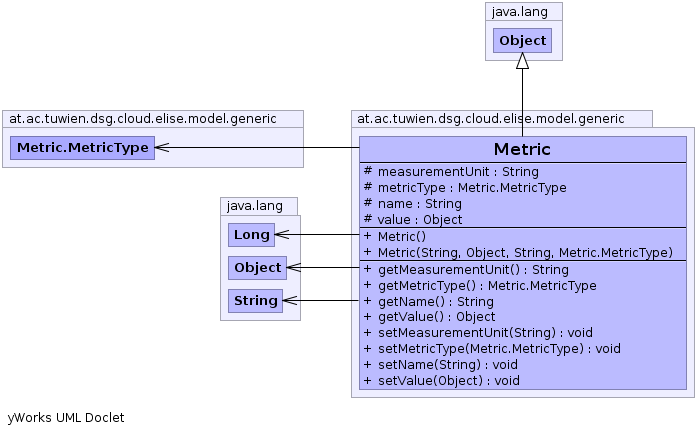 java.lang
Object
at.ac.tuwien.dsg.cloud.elise.model.generic
Metric.MetricType
at.ac.tuwien.dsg.cloud.elise.model.generic
Metric
# measurementUnit : String
# metricType : Metric.MetricType
# name : String
# value : Object
+ Metric()
+ Metric(String, Object, String, Metric.MetricType)
+ getMeasurementUnit() : String
+ getMetricType() : Metric.MetricType
+ getName() : String
+ getValue() : Object
+ setMeasurementUnit(String) : void
+ setMetricType(Metric.MetricType) : void
+ setName(String) : void
+ setValue(Object) : void
java.lang
Long
Object
String
yWorks UML Doclet